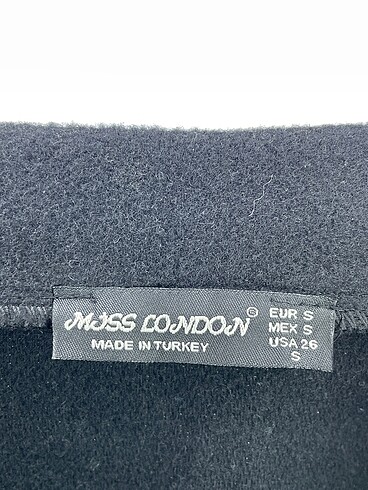 MISS LONDON ®
MADE IN TURKEY
EUR S
MEX S
USA 26
S